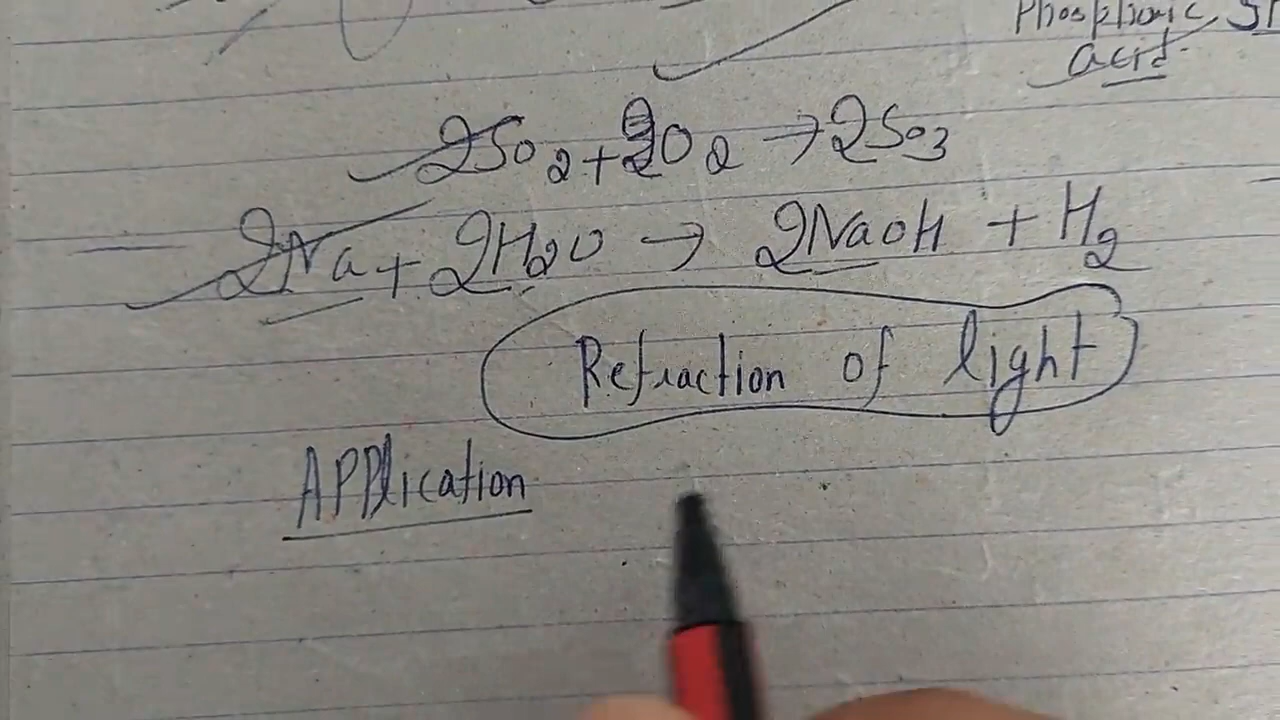 Phosphoric
acid
2SO2 + O2 → 2SO3
2Na + 2H2O → 2NaOH + H2
Refraction of light
Application